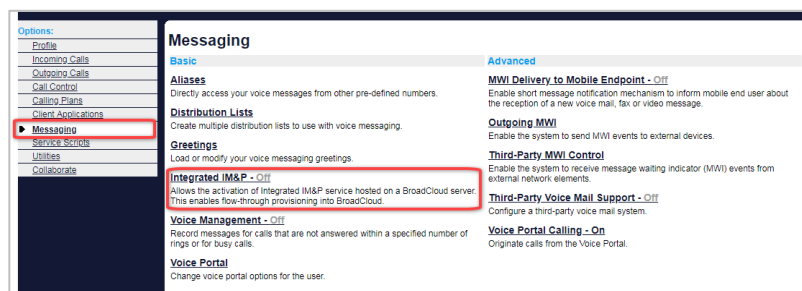 Options:
Profile
Incoming Calls
Outgoing Calls
Call Control
Calling Plans
Client Applications
Messaging
Service Scripts
Utilities
Collaborate
Messaging
Basic
Aliases
Directly access your voice messages from other pre-defined numbers.
Distribution Lists
Create multiple distribution lists to use with voice messaging.
Greetings
Load or modify your voice messaging greetings.
Integrated IM&P - Off
Allows the activation of Integrated IM&P service hosted on a BroadCloud server.
This enables flow-through provisioning into BroadCloud.
Voice Management - Off
Record messages for calls that are not answered within a specified number of
rings or for busy calls.
Voice Portal
Change voice portal options for the user.
Advanced
MWI Delivery to Mobile Endpoint - Off
Enable short message notification mechanism to inform mobile end user about
the reception of a new voice mail, fax or video message.
Outgoing MWI
Enable the system to send MWI events to external devices.
Third-Party MWI Control
Enable the system to receive message waiting indicator (MWI) events from
external network elements.
Third-Party Voice Mail Support - Off
Configure a third-party voice mail system.
Voice Portal Calling - On
Originate calls from the Voice Portal.